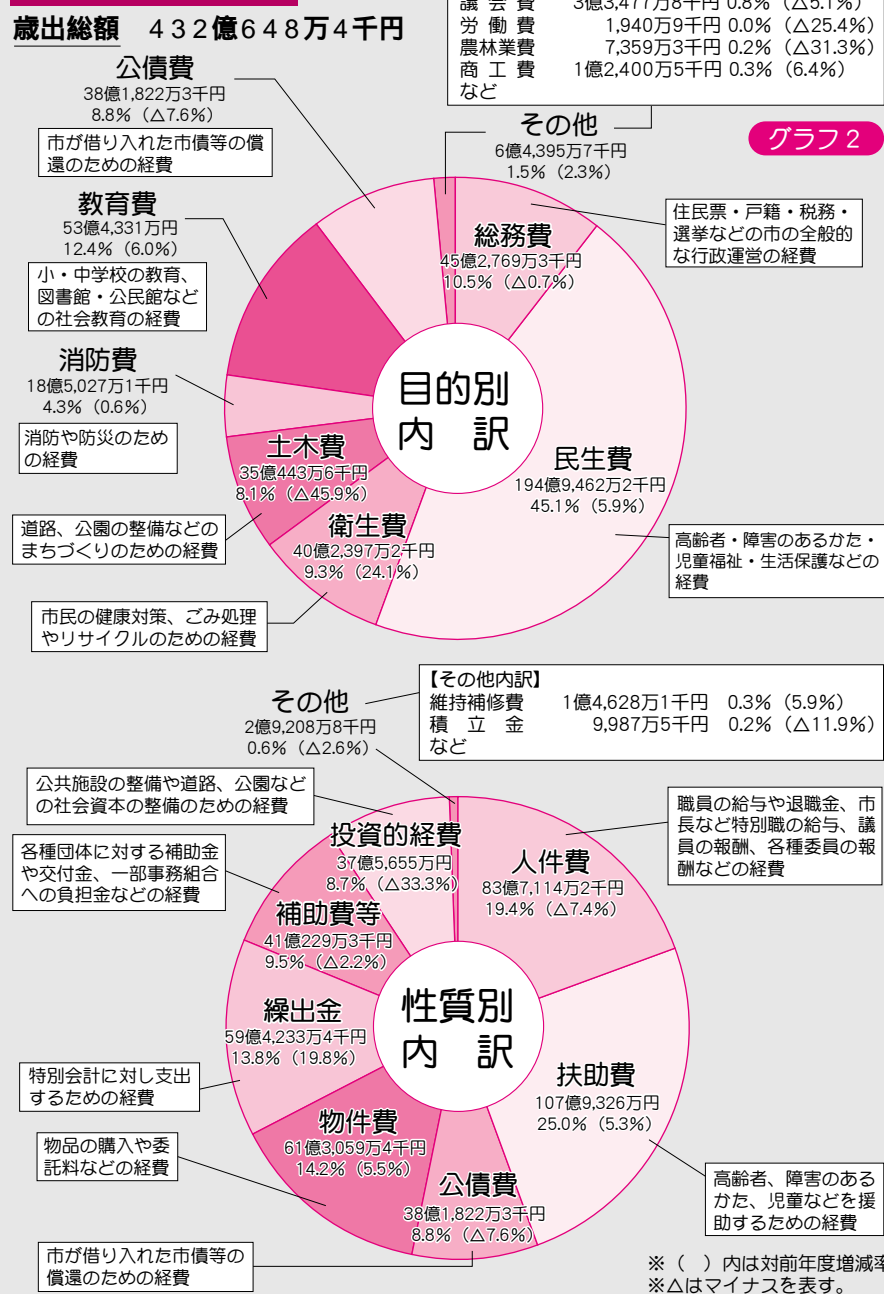 歳出総額 432億648万4千円
議会費 3億3,477万8千円 0.8%（△5.1%）
労働費 1,940万9千円 0.0%（△25.4%）
農林業費 7,359万3千円 0.2%（△31.3%）
商工費 1億2,400万5千円 0.3%（6.4%）
など
グラフ2
その他
6億4,395万7千円
1.5%（2.3%）
公債費
38億1,822万3千円
8.8%（△7.6%）
市が借り入れた市債等の償
還のための経費
教育費
53億4,331万円
12.4%（6.0%）
小・中学校の教育、
図書館・公民館など
の社会教育の経費
消防費
18億5,027万1千円
4.3%（0.6%）
消防や防災のため
の経費
土木費
35億443万6千円
8.1%（△45.9%）
道路、公園の整備などの
まちづくりのための経費
衛生費
40億2,397万2千円
9.3%（24.1%）
市民の健康対策、ごみ処理
やリサイクルのための経費
総務費
45億2,769万3千円
10.5%（△0.7%）
住民票・戸籍・税務・
選挙などの市の全般的
な行政運営の経費
目的別
内訳
民生費
194億9,462万2千円
45.1%（5.9%）
高齢者・障害のあるかた・
児童福祉・生活保護などの
経費
その他
2億9,208万8千円
0.6%（△2.6%）
【その他内訳】
維持補修費 1億4,628万1千円 0.3%（5.9%）
積立金 9,987万5千円 0.2%（△11.9%）
など
公共施設の整備や道路、公園など
の社会資本の整備のための経費
投資的経費
37億5,655万円
8.7%（△33.3%）
各種団体に対する補助金
や交付金、一部事務組合
への負担金などの経費
補助費等
41億229万3千円
9.5%（△2.2%）
繰出金
59億4,233万4千円
13.8%（19.8%）
特別会計に対し支出
するための経費
物件費
61億3,059万4千円
14.2%（5.5%）
物品の購入や委
託料などの経費
公債費
38億1,822万3千円
8.8%（△7.6%）
市が借り入れた市債等の
償還のための経費
人件費
83億7,114万2千円
19.4%（△7.4%）
職員の給与や退職金、市
長など特別職の給与、議
員の報酬、各種委員の報
酬などの経費
性質別
内訳
扶助費
107億9,326万円
25.0%（5.3%）
高齢者、障害のある
かた、児童などを援
助するための経費
※（ ）内は対前年度増減率
※△はマイナスを表す。